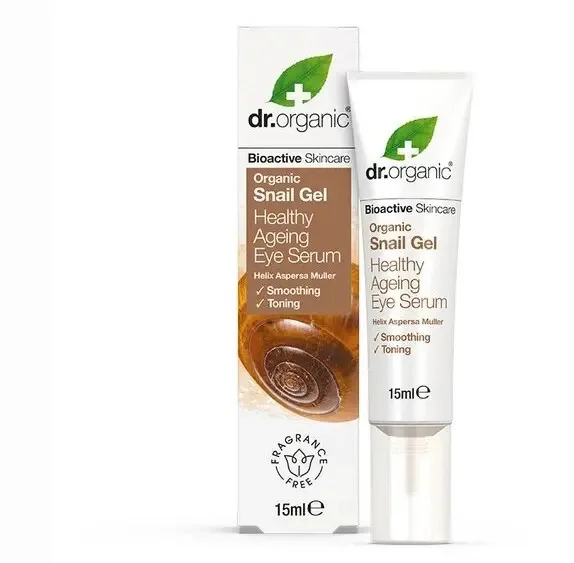 dr.organic®
Bioactive Skincare
Organic
Snail Gel
Healthy
Ageing
Eye Serum
Helix Aspersa Muller
✓ Smoothing
✓ Toning
FRAGRANCE
FREE
15ml℮
dr.organic®
Bioactive Skincare
Organic
Snail Gel
Healthy
Ageing
Eye Serum
Helix Aspersa Muller
✓ Smoothing
✓ Toning
15ml℮